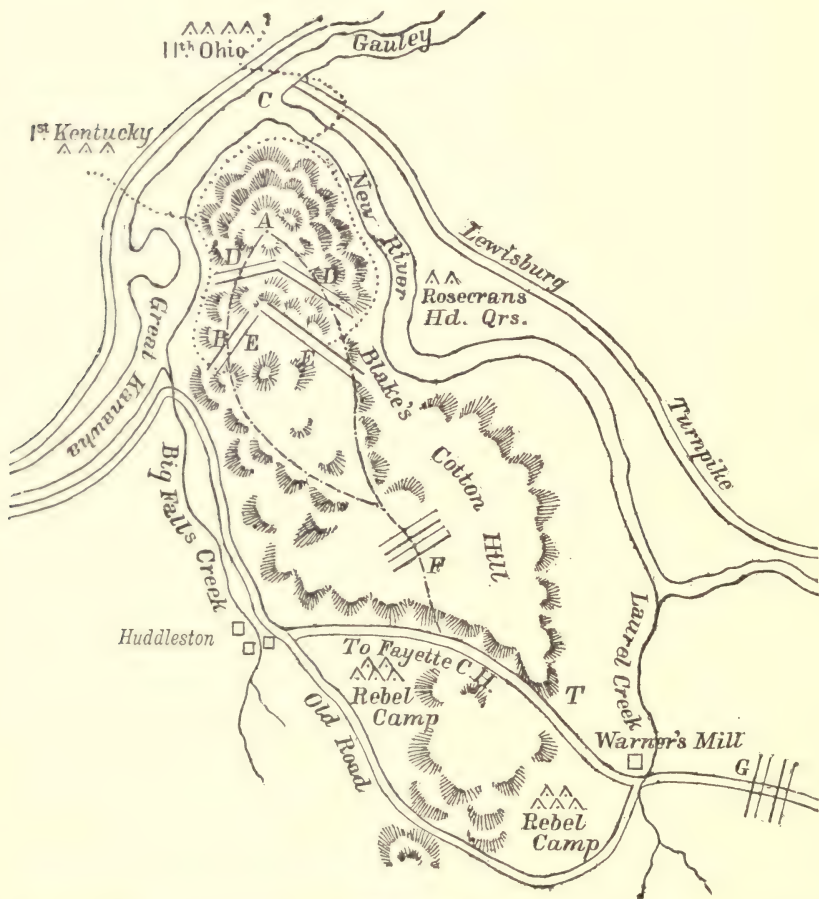 11th Ohio
Gauley
C
1st Kentucky
A
New River
Lewisburg
D
D
Rosecrans
Hd. Qrs.
Great Kanawha
B
E
E
Blake's
Turnpike
Cotton Hill
Big Falls Creek
F
Laurel Creek
Huddleston
To Fayette C.H.
Rebel
Camp
T
Old Road
Warner's Mill
G
Rebel
Camp